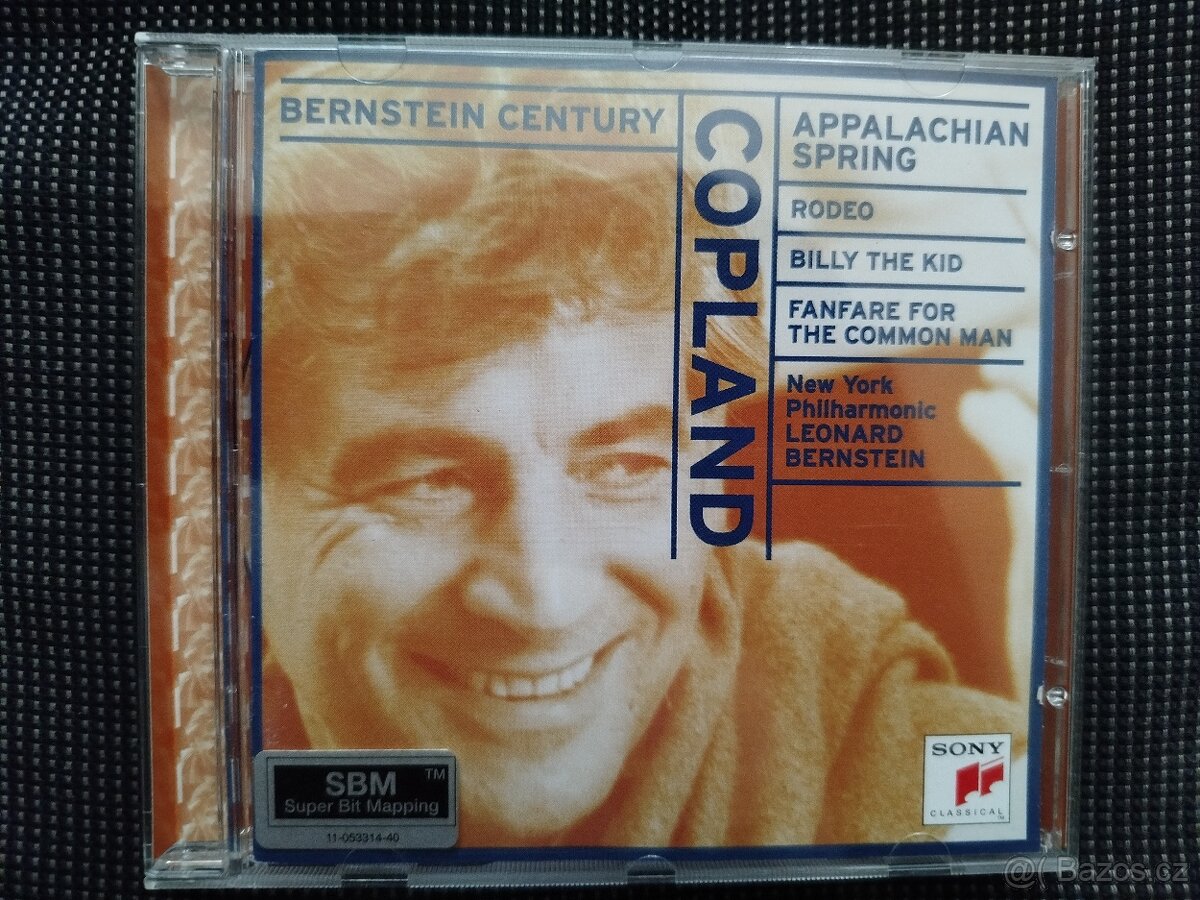 BERNSTEIN CENTURY
COPLAND
APPALACHIAN
SPRING
RODEO
BILLY THE KID
FANFARE FOR
THE COMMON MAN
New York
Philharmonic
LEONARD
BERNSTEIN
SBM TM
Super Bit Mapping
11-053314-40
SONY
CLASSICAL TM
@( Bazos.cz